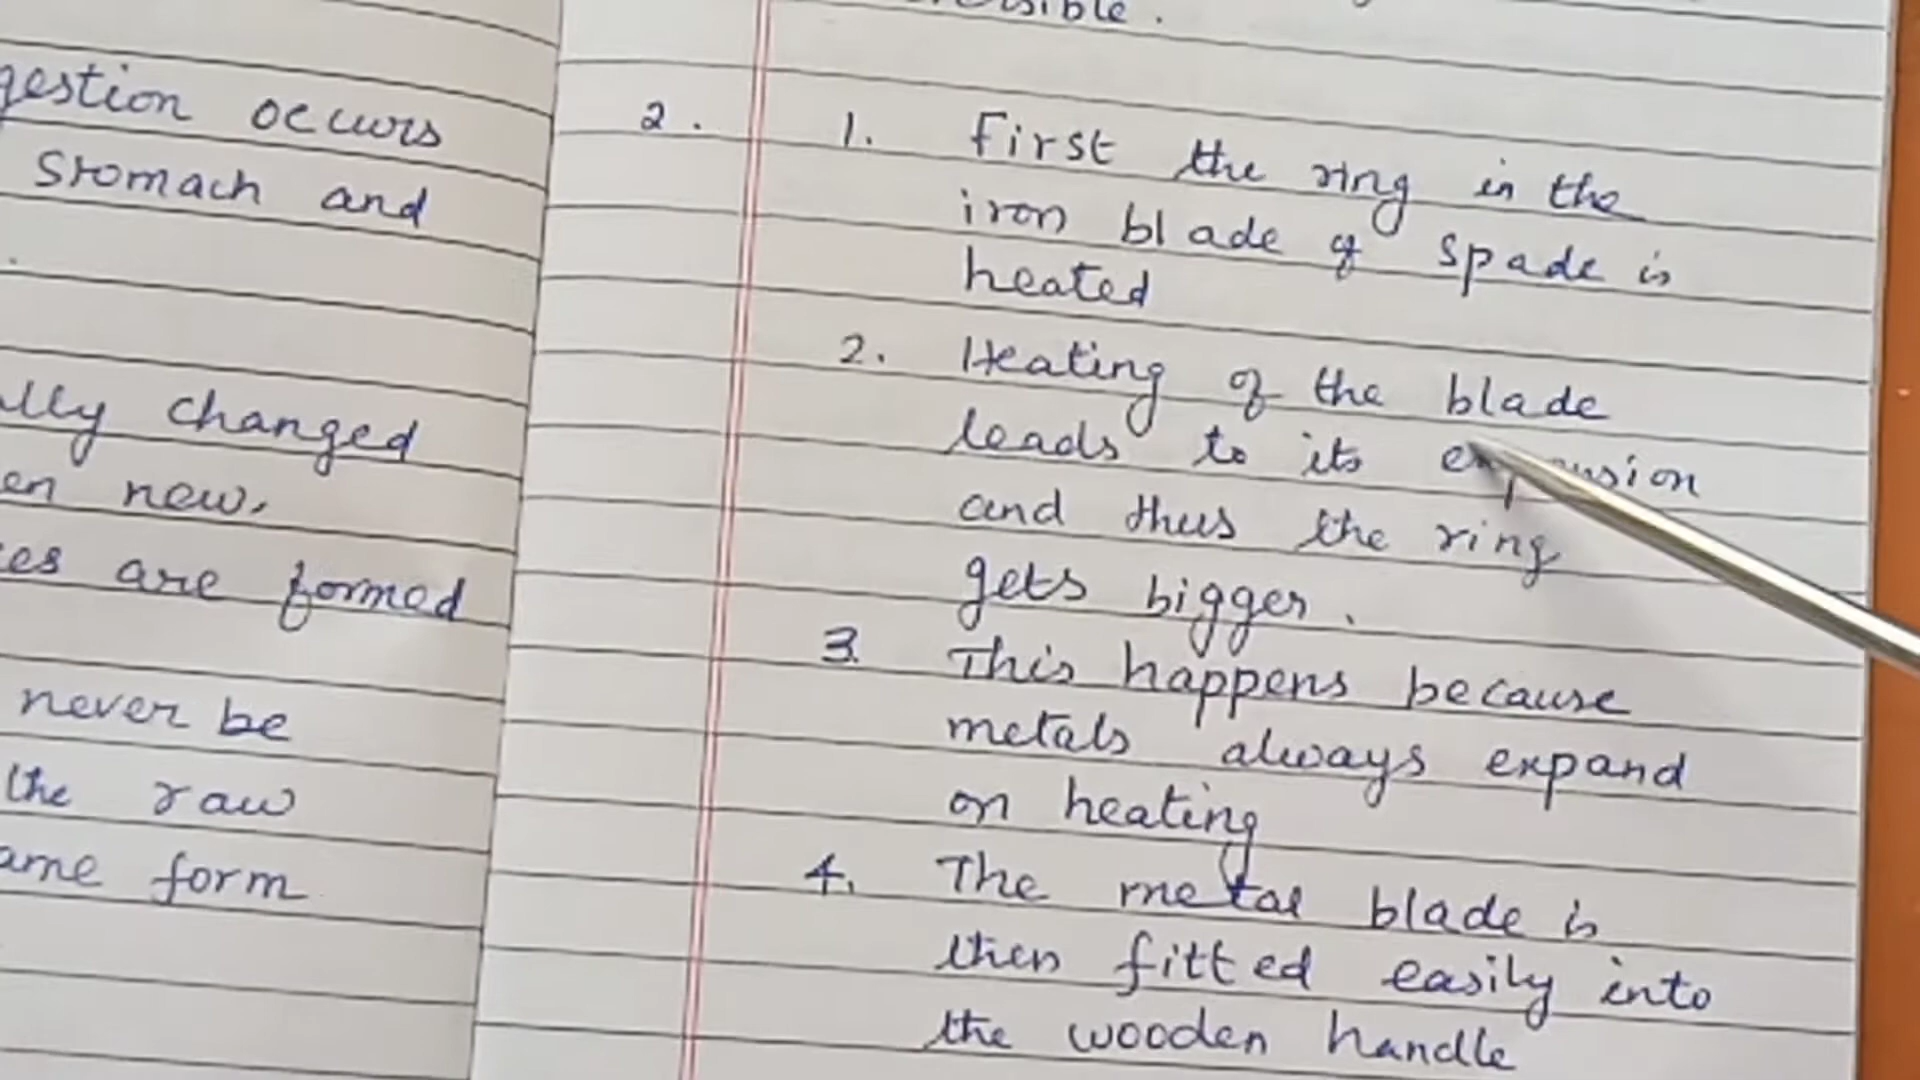 gestion occurs
stomach and
.
ally changed
en new.
es are formed
never be
the raw
ame form
sible.
2. 1. First the ring in the
iron blade of spade is
heated
2. Heating of the blade
leads to its expansion
and thus the ring
gets bigger.
3. This happens because
metals always expand
on heating
4. The metal blade is
then fitted easily into
the wooden handle